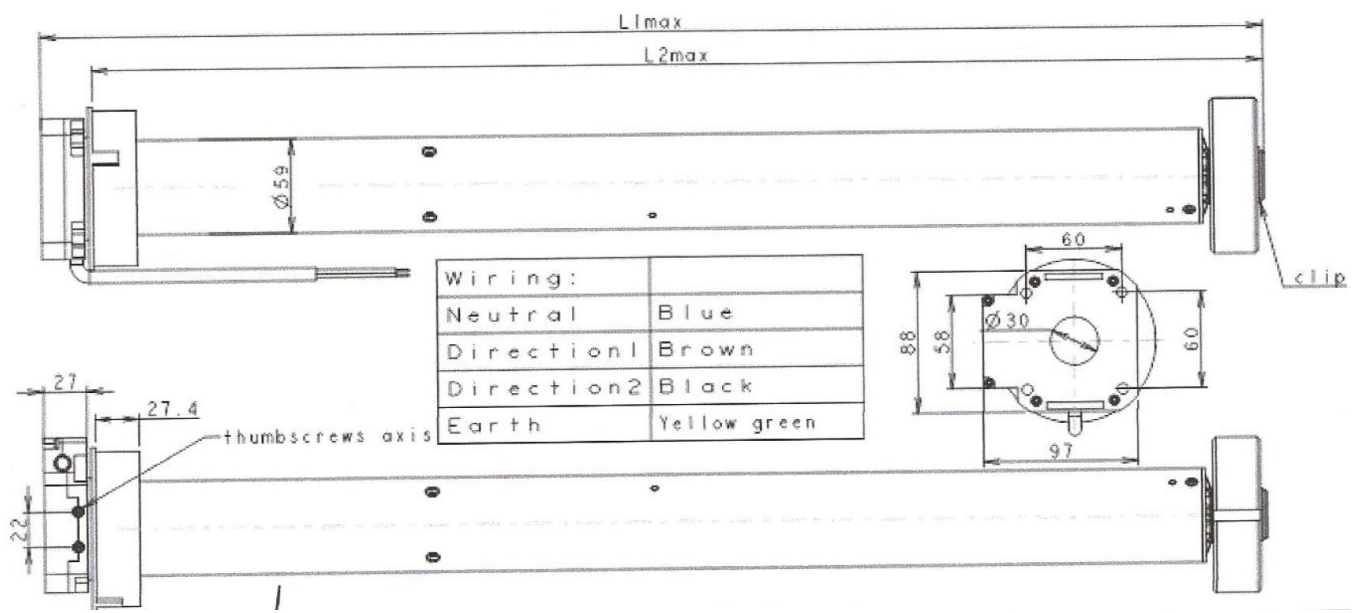 L1max
L2max
Ø59
Wiring:
Neutral Blue
Direction1 Brown
Direction2 Black
Earth Yellow green
60
88
58
Ø30
60
97
clip
27
27.4
thumbscrews axis
22